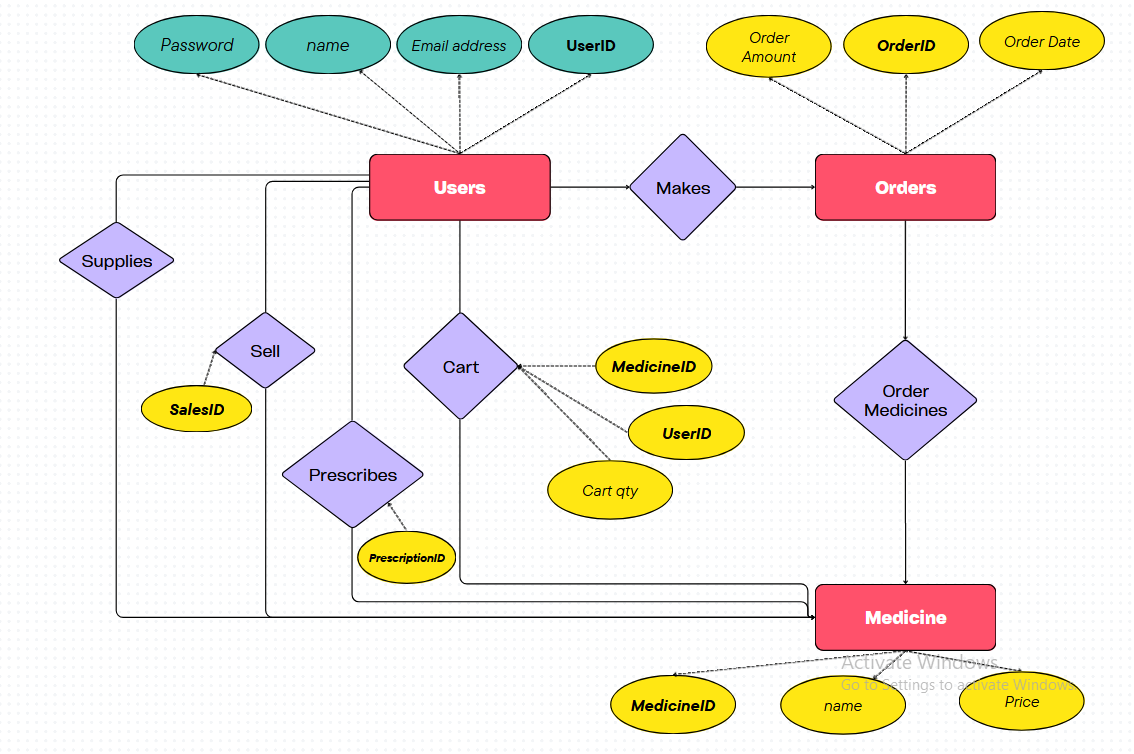 Password
name
Email address
UserID
Order
Amount
OrderID
Order Date
Users
Makes
Orders
Supplies
Sell
SalesID
Cart
MedicineID
UserID
Cart qty
Order
Medicines
Prescribes
PrescriptionID
Medicine
Activate Windows
Go to Settings to activate Windows.
MedicineID
name
Price